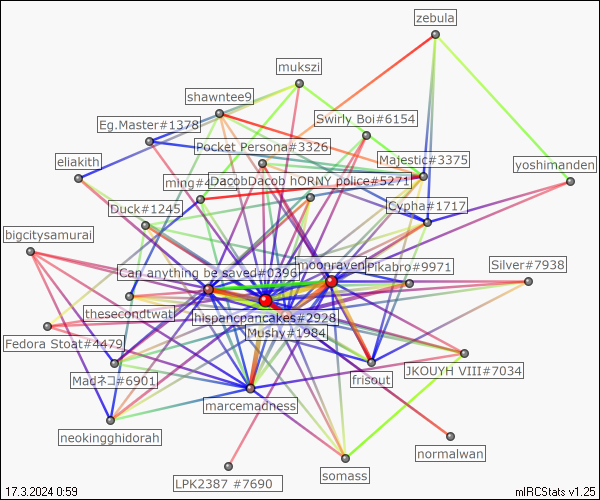 zebula
mukszi
shawntee9
Swirly Boi#6154
Eg.Master#1378
Pocket Persona#3326
Majestic#3375
eliakith
yoshimanden
ming#4
DacobDacob hORNY police#5271
Duck#1245
Cypha#1717
bigcitysamurai
moonraven
Pikabro#9971
Silver#7938
Can anything be saved#0396
thesecondtwat
hispancpancakes#2928
Mushy#1984
Fedora Stoat#4479
JKOUYH VIII#7034
Madネコ#6901
frisout
marcemadness
neokingghidorah
normalwan
somass
LPK2387 #7690
17.3.2024 0:59
mIRCStats v1.25